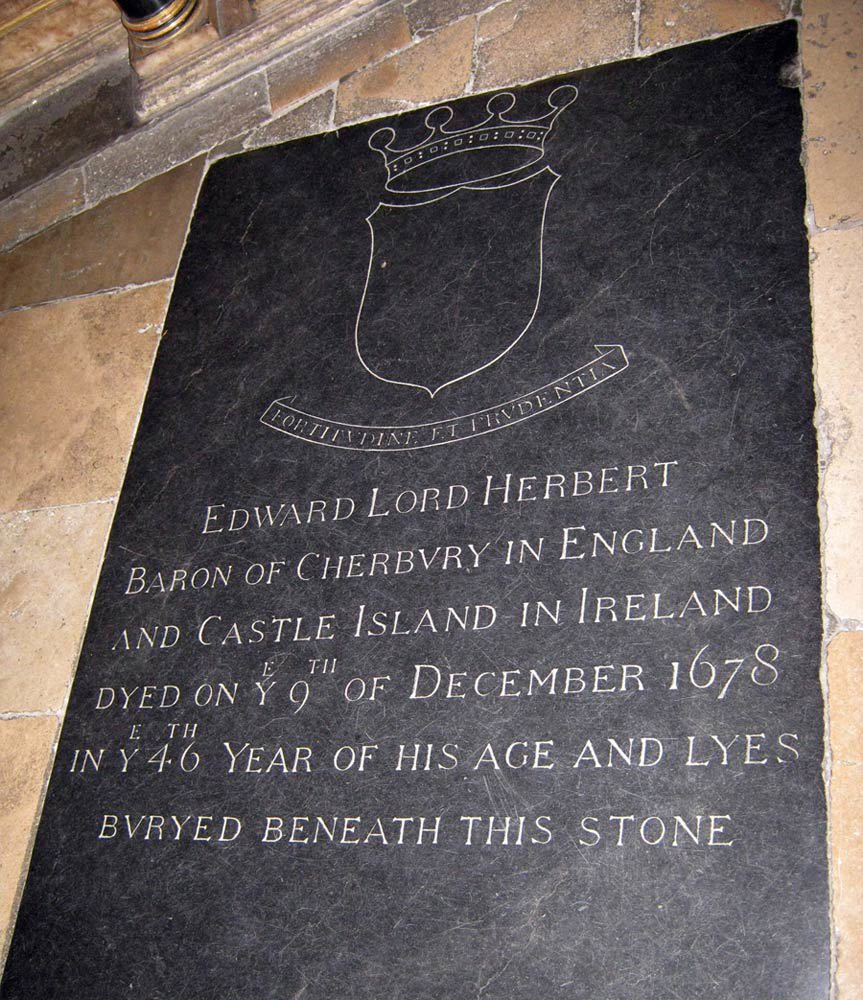 FORTITVDINE ET PRVDENTIA
EDWARD LORD HERBERT
BARON OF CHERBVRY IN ENGLAND
AND CASTLE ISLAND IN IRELAND
DYED ON YE 9TH OF DECEMBER 1678
IN YE 46TH YEAR OF HIS AGE AND LYES
BVRYED BENEATH THIS STONE